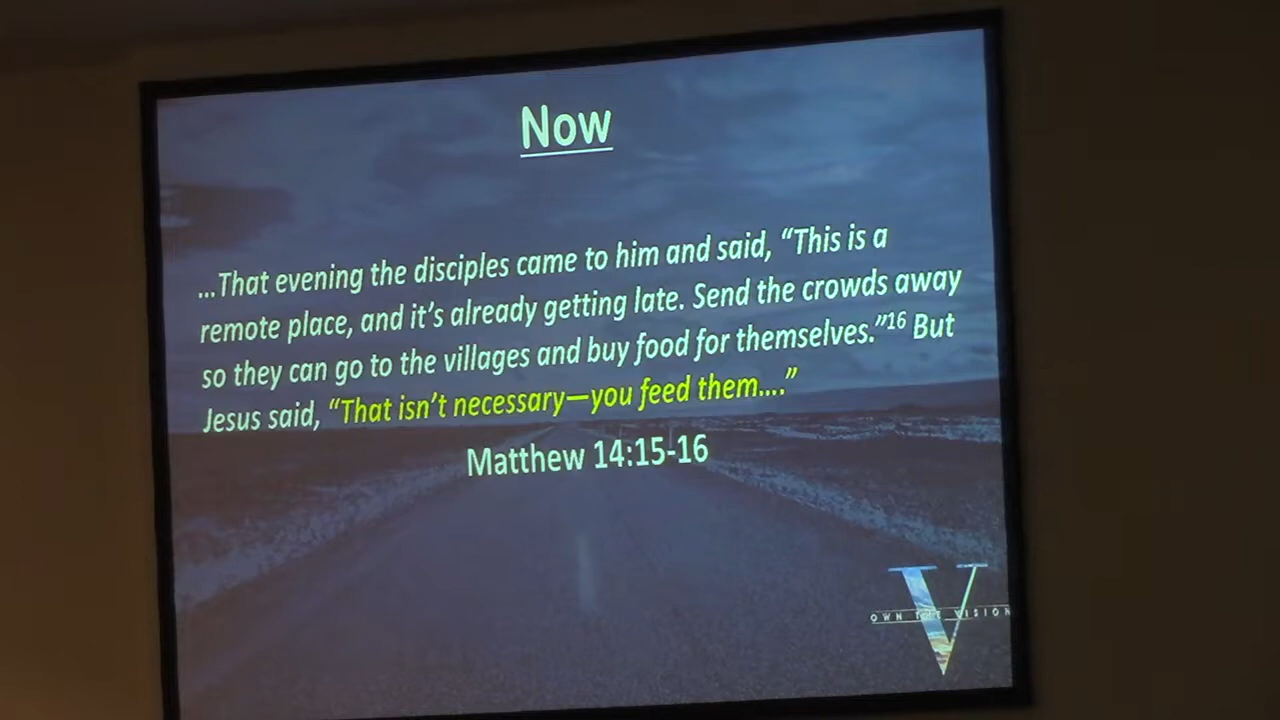 Now
...That evening the disciples came to him and said, “This is a
remote place, and it’s already getting late. Send the crowds away
so they can go to the villages and buy food for themselves.”16 But
Jesus said, “That isn’t necessary—you feed them....”
Matthew 14:15-16
V
OWN THE VISION